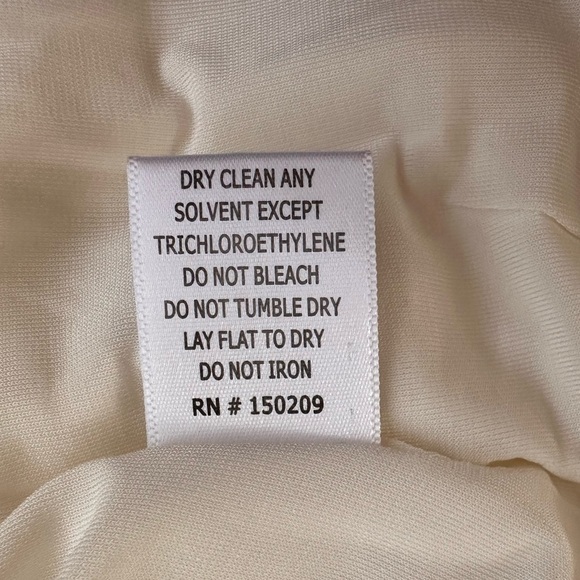 DRY CLEAN ANY
SOLVENT EXCEPT
TRICHLOROETHYLENE
DO NOT BLEACH
DO NOT TUMBLE DRY
LAY FLAT TO DRY
DO NOT IRON
RN # 150209